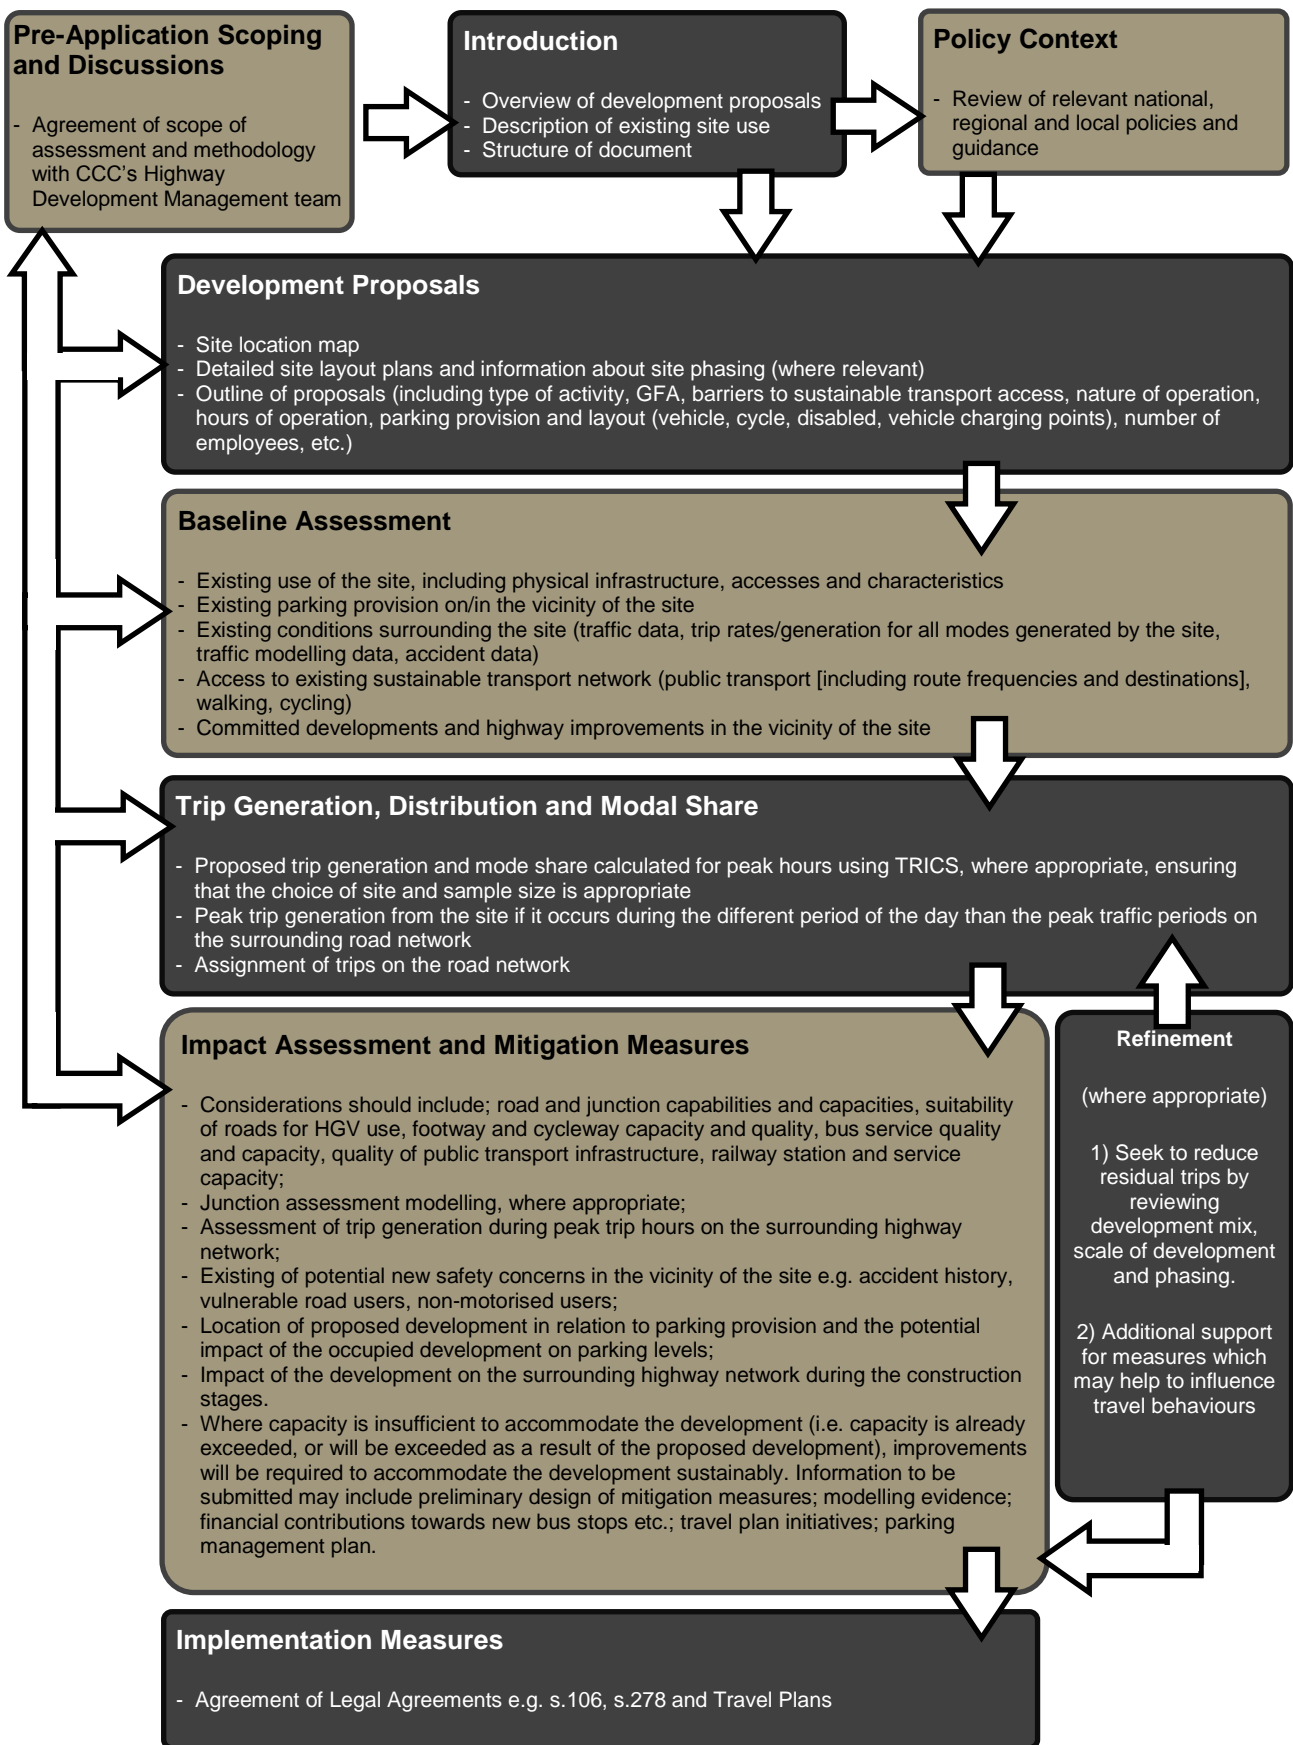 Pre-Application Scoping
and Discussions
- Agreement of scope of
assessment and methodology
with CCC's Highway
Development Management team
Introduction
- Overview of development proposals
- Description of existing site use
- Structure of document
Policy Context
- Review of relevant national,
regional and local policies and
guidance
Development Proposals
- Site location map
- Detailed site layout plans and information about site phasing (where relevant)
- Outline of proposals (including type of activity, GFA, barriers to sustainable transport access, nature of operation,
hours of operation, parking provision and layout (vehicle, cycle, disabled, vehicle charging points), number of
employees, etc.)
Baseline Assessment
- Existing use of the site, including physical infrastructure, accesses and characteristics
- Existing parking provision on/in the vicinity of the site
- Existing conditions surrounding the site (traffic data, trip rates/generation for all modes generated by the site,
traffic modelling data, accident data)
- Access to existing sustainable transport network (public transport [including route frequencies and destinations],
walking, cycling)
- Committed developments and highway improvements in the vicinity of the site
Trip Generation, Distribution and Modal Share
- Proposed trip generation and mode share calculated for peak hours using TRICS, where appropriate, ensuring
that the choice of site and sample size is appropriate
- Peak trip generation from the site if it occurs during the different period of the day than the peak traffic periods on
the surrounding road network
- Assignment of trips on the road network
Impact Assessment and Mitigation Measures
- Considerations should include; road and junction capabilities and capacities, suitability
of roads for HGV use, footway and cycleway capacity and quality, bus service quality
and capacity, quality of public transport infrastructure, railway station and service
capacity;
- Junction assessment modelling, where appropriate;
- Assessment of trip generation during peak trip hours on the surrounding highway
network;
- Existing of potential new safety concerns in the vicinity of the site e.g. accident history,
vulnerable road users, non-motorised users;
- Location of proposed development in relation to parking provision and the potential
impact of the occupied development on parking levels;
- Impact of the development on the surrounding highway network during the construction
stages.
- Where capacity is insufficient to accommodate the development (i.e. capacity is already
exceeded, or will be exceeded as a result of the proposed development), improvements
will be required to accommodate the development sustainably. Information to be
submitted may include preliminary design of mitigation measures; modelling evidence;
financial contributions towards new bus stops etc.; travel plan initiatives; parking
management plan.
Refinement
(where appropriate)
1) Seek to reduce
residual trips by
reviewing
development mix,
scale of development
and phasing.
2) Additional support
for measures which
may help to influence
travel behaviours
Implementation Measures
- Agreement of Legal Agreements e.g. s.106, s.278 and Travel Plans